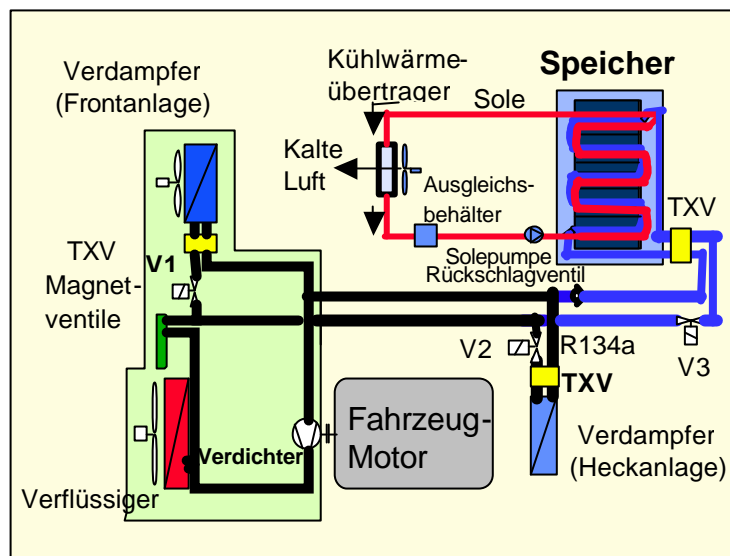 Verdampfer
(Frontanlage)
Kühlwärme-
übertrager
Speicher
Sole
Kalte
Luft
Ausgleichs-
behälter
TXV
TXV
V1
Magnet-
ventile
Solepumpe
Rückschlagventil
V2
R134a
V3
TXV
Fahrzeug-
Motor
Verdampfer
(Heckanlage)
Verdichter
Verflüssiger